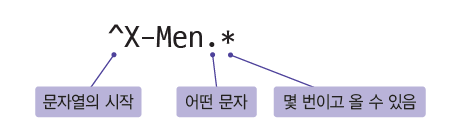 ^X-Men.*
문자열의 시작
어떤 문자
몇 번이고 올 수 있음